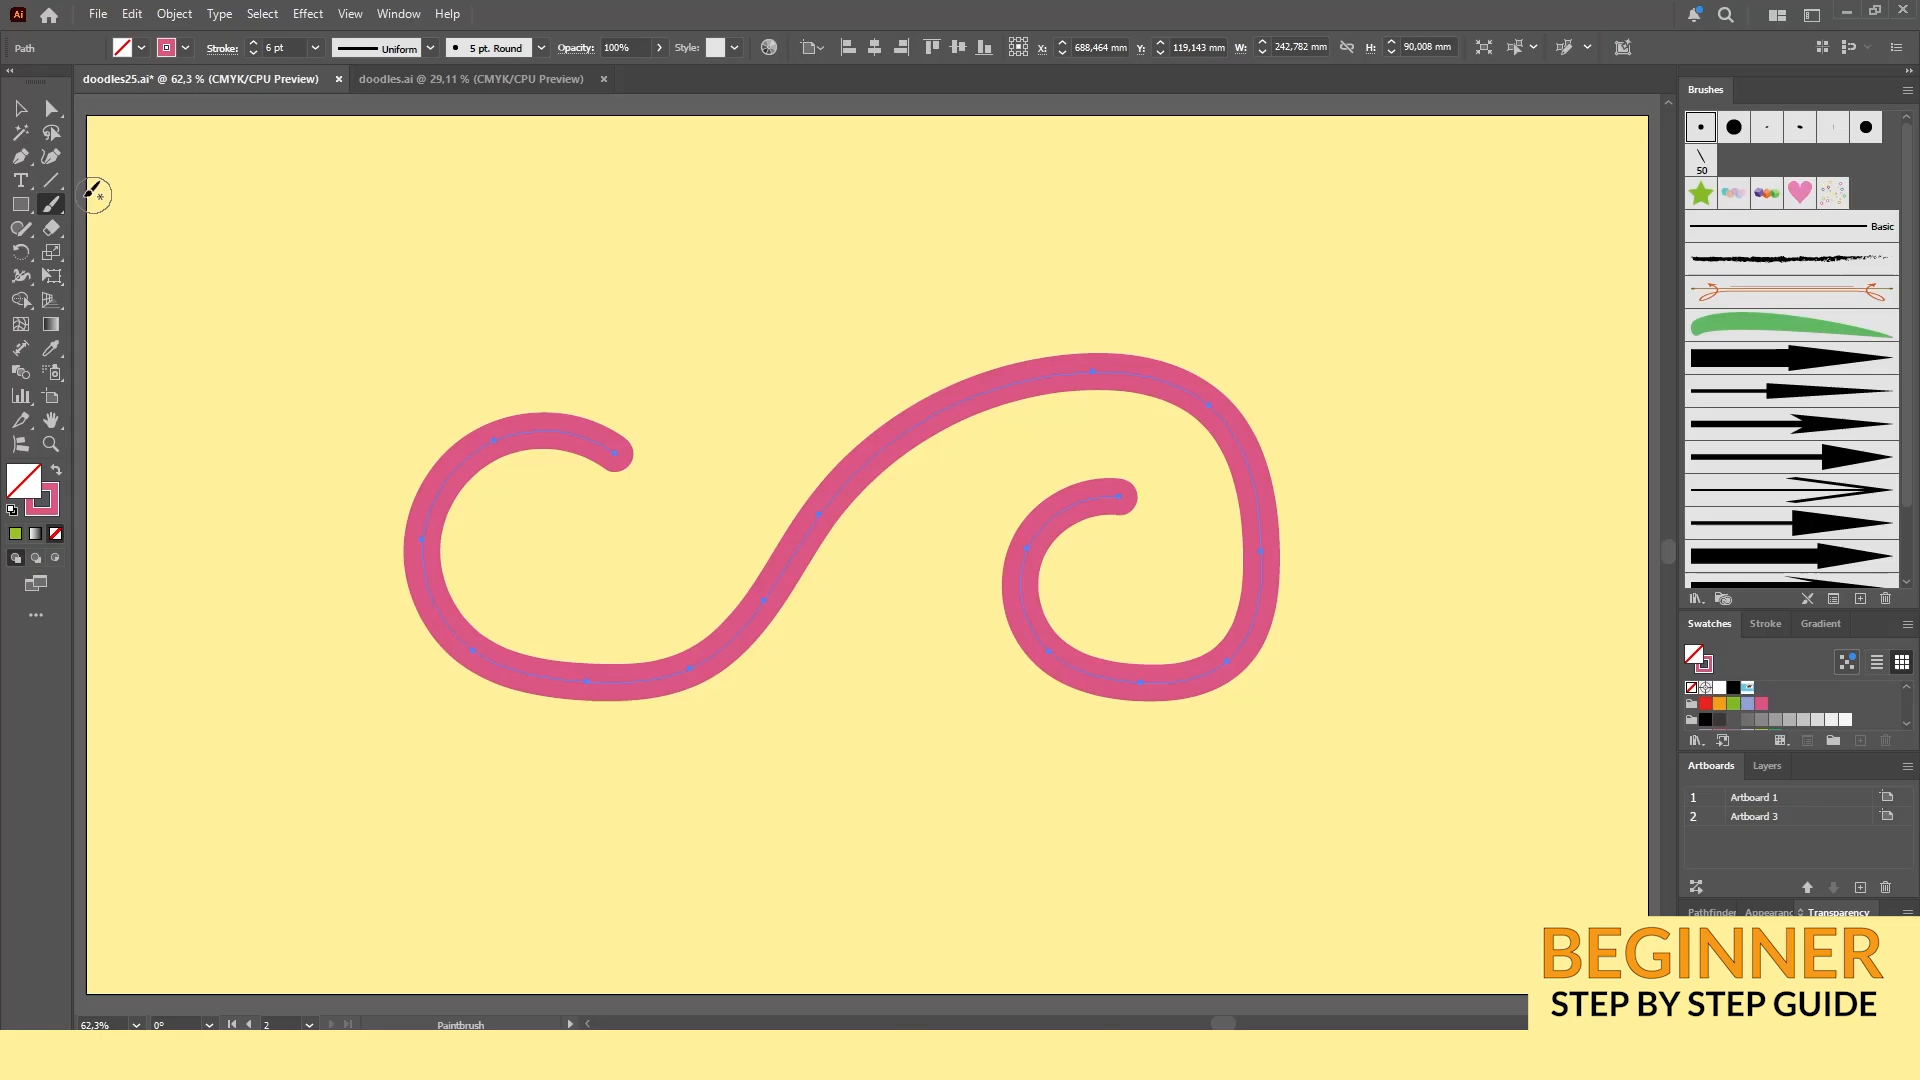 Ai File Edit Object Type Select Effect View Window Help
Path Stroke: 6 pt Uniform 5 pt. Round Opacity: 100% Style: X: 688,464 mm Y: 119,143 mm W: 242,782 mm H: 90,008 mm
doodles25.ai* @ 62,3 % (CMYK/CPU Preview) × doodles.ai @ 29,11 % (CMYK/CPU Preview) ×
Brushes
50
Basic
Swatches Stroke Gradient
Artboards Layers
1 Artboard 1
2 Artboard 3
Pathfinder Appearanc Transparency
BEGINNER
STEP BY STEP GUIDE
62,3% 0° 2 Paintbrush